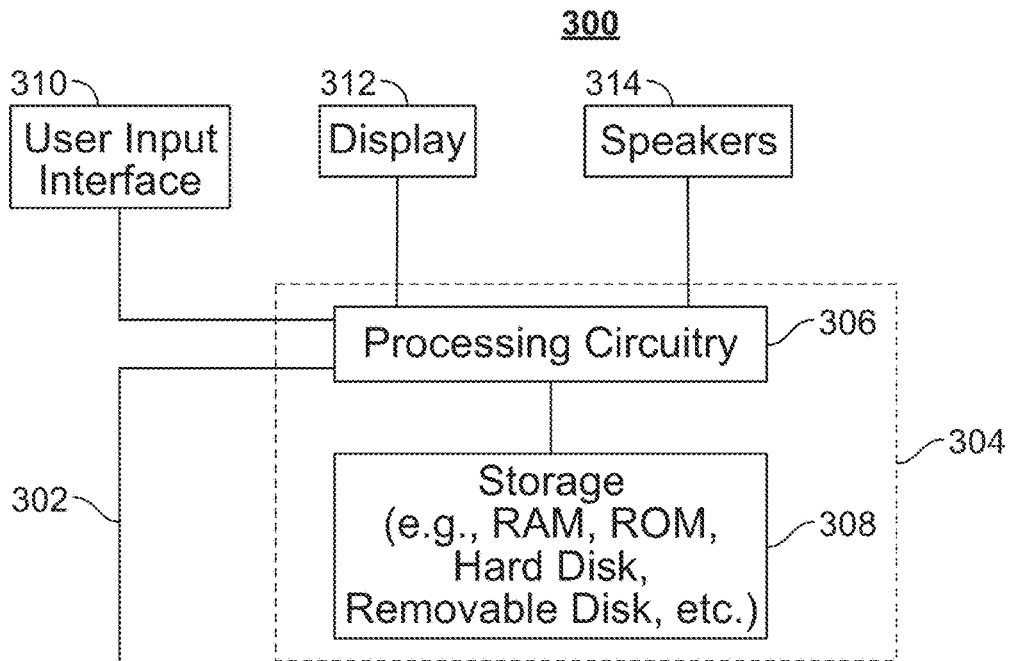 300
310
312
314
User Input
Interface
Display
Speakers
Processing Circuitry
306
304
302
Storage
(e.g., RAM, ROM,
Hard Disk,
Removable Disk, etc.)
308